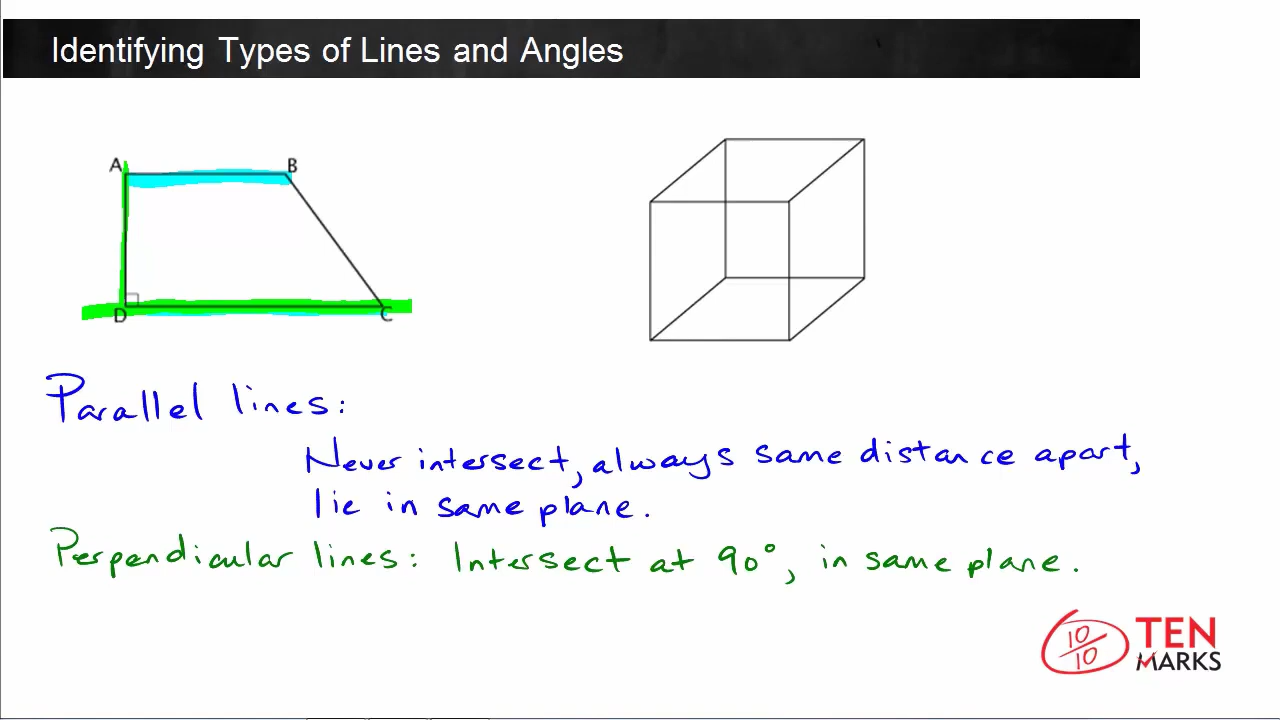 Identifying Types of Lines and Angles
A B
D C
Parallel lines:
Never intersect, always same distance apart,
lie in same plane.
Perpendicular lines: Intersect at 90°, in same plane.
10/10 TEN
MARKS